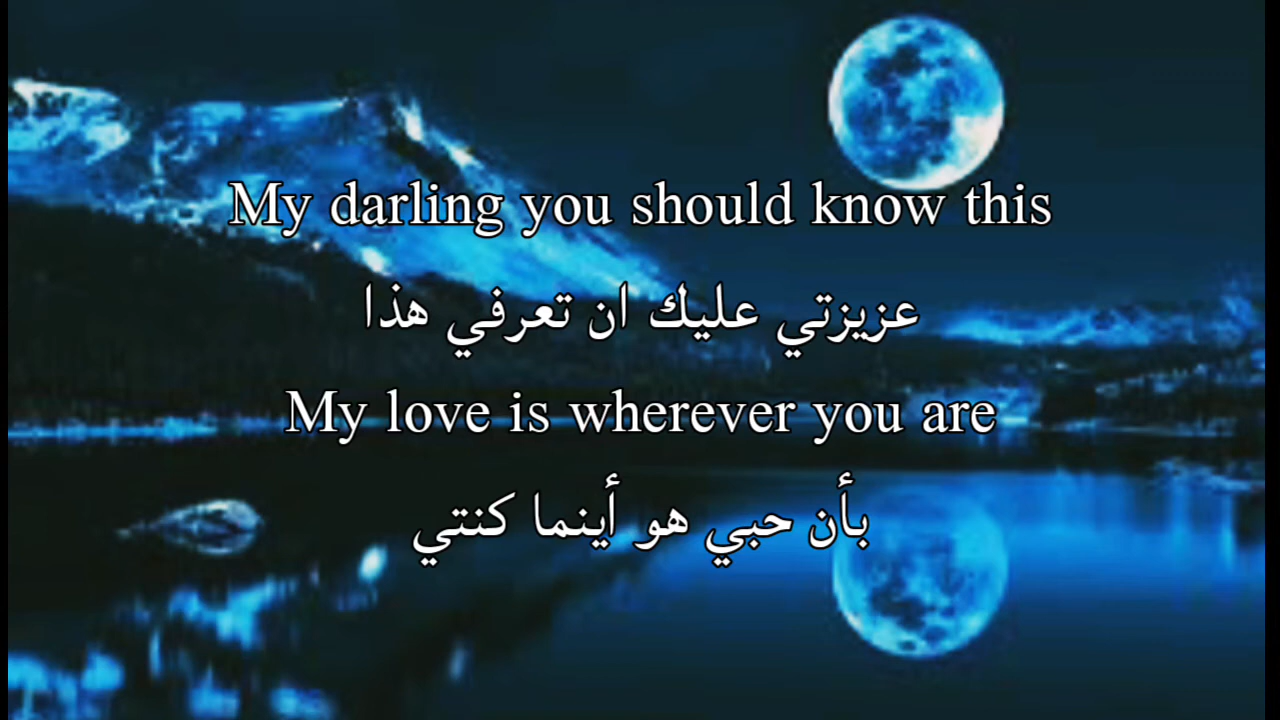 My darling you should know this
عزيزتي عليك ان تعرفي هذا
My love is wherever you are
بأن حبي هو أينما كنتي